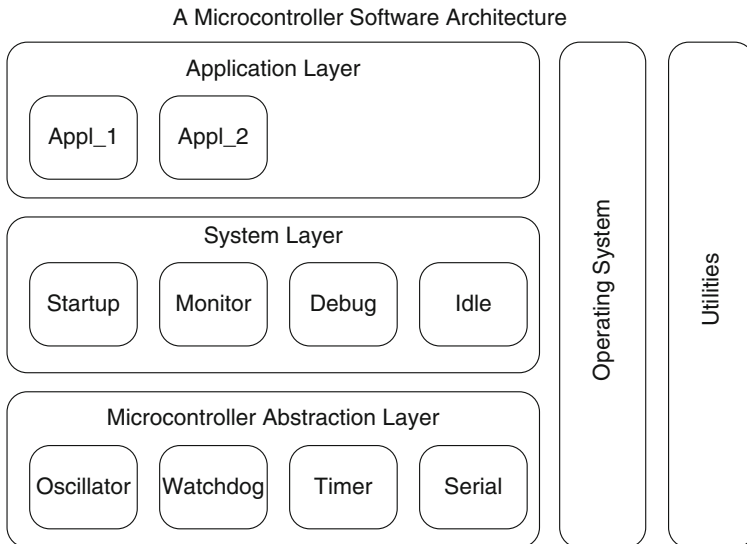 A Microcontroller Software Architecture
Application Layer
Appl_1
Appl_2
System Layer
Startup
Monitor
Debug
Idle
Microcontroller Abstraction Layer
Oscillator
Watchdog
Timer
Serial
Operating System
Utilities